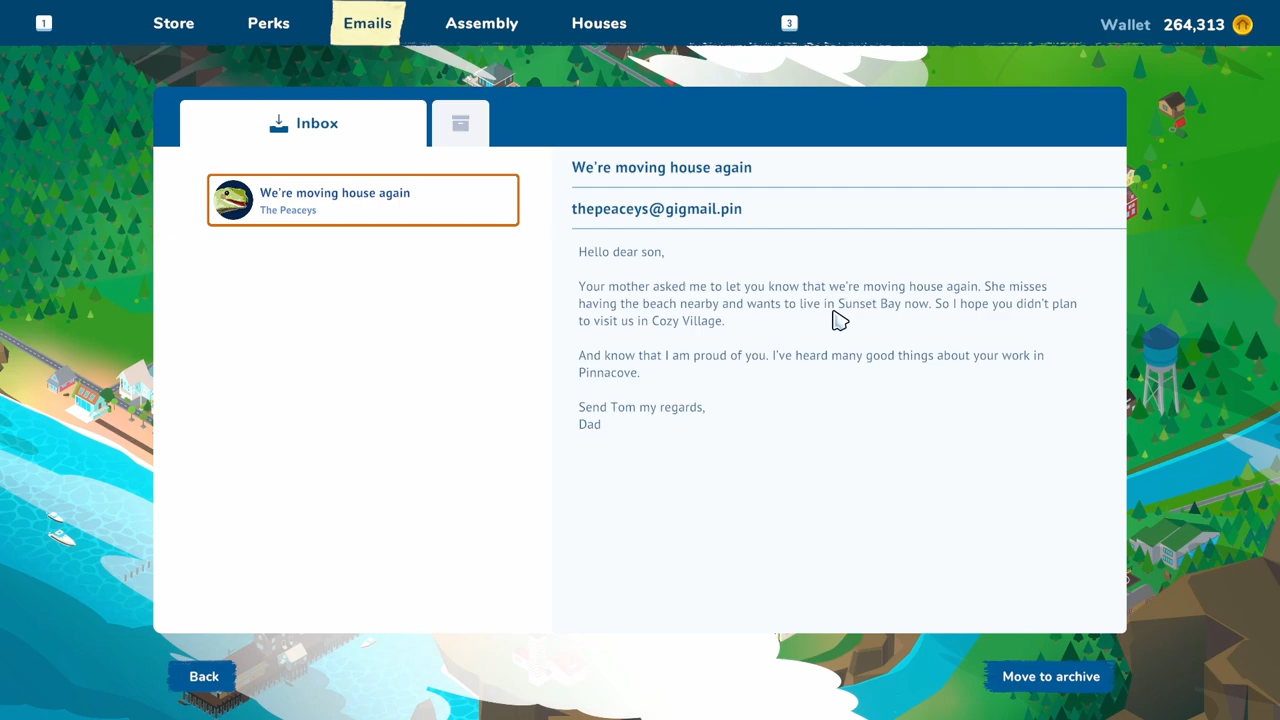 1 Store Perks Emails Assembly Houses 3 Wallet 264,313
Inbox
We're moving house again
The Peaceys
We're moving house again
thepeaceys@gigmail.pin
Hello dear son,
Your mother asked me to let you know that we're moving house again. She misses
having the beach nearby and wants to live in Sunset Bay now. So I hope you didn't plan
to visit us in Cozy Village.
And know that I am proud of you. I've heard many good things about your work in
Pinnacove.
Send Tom my regards,
Dad
Back
Move to archive